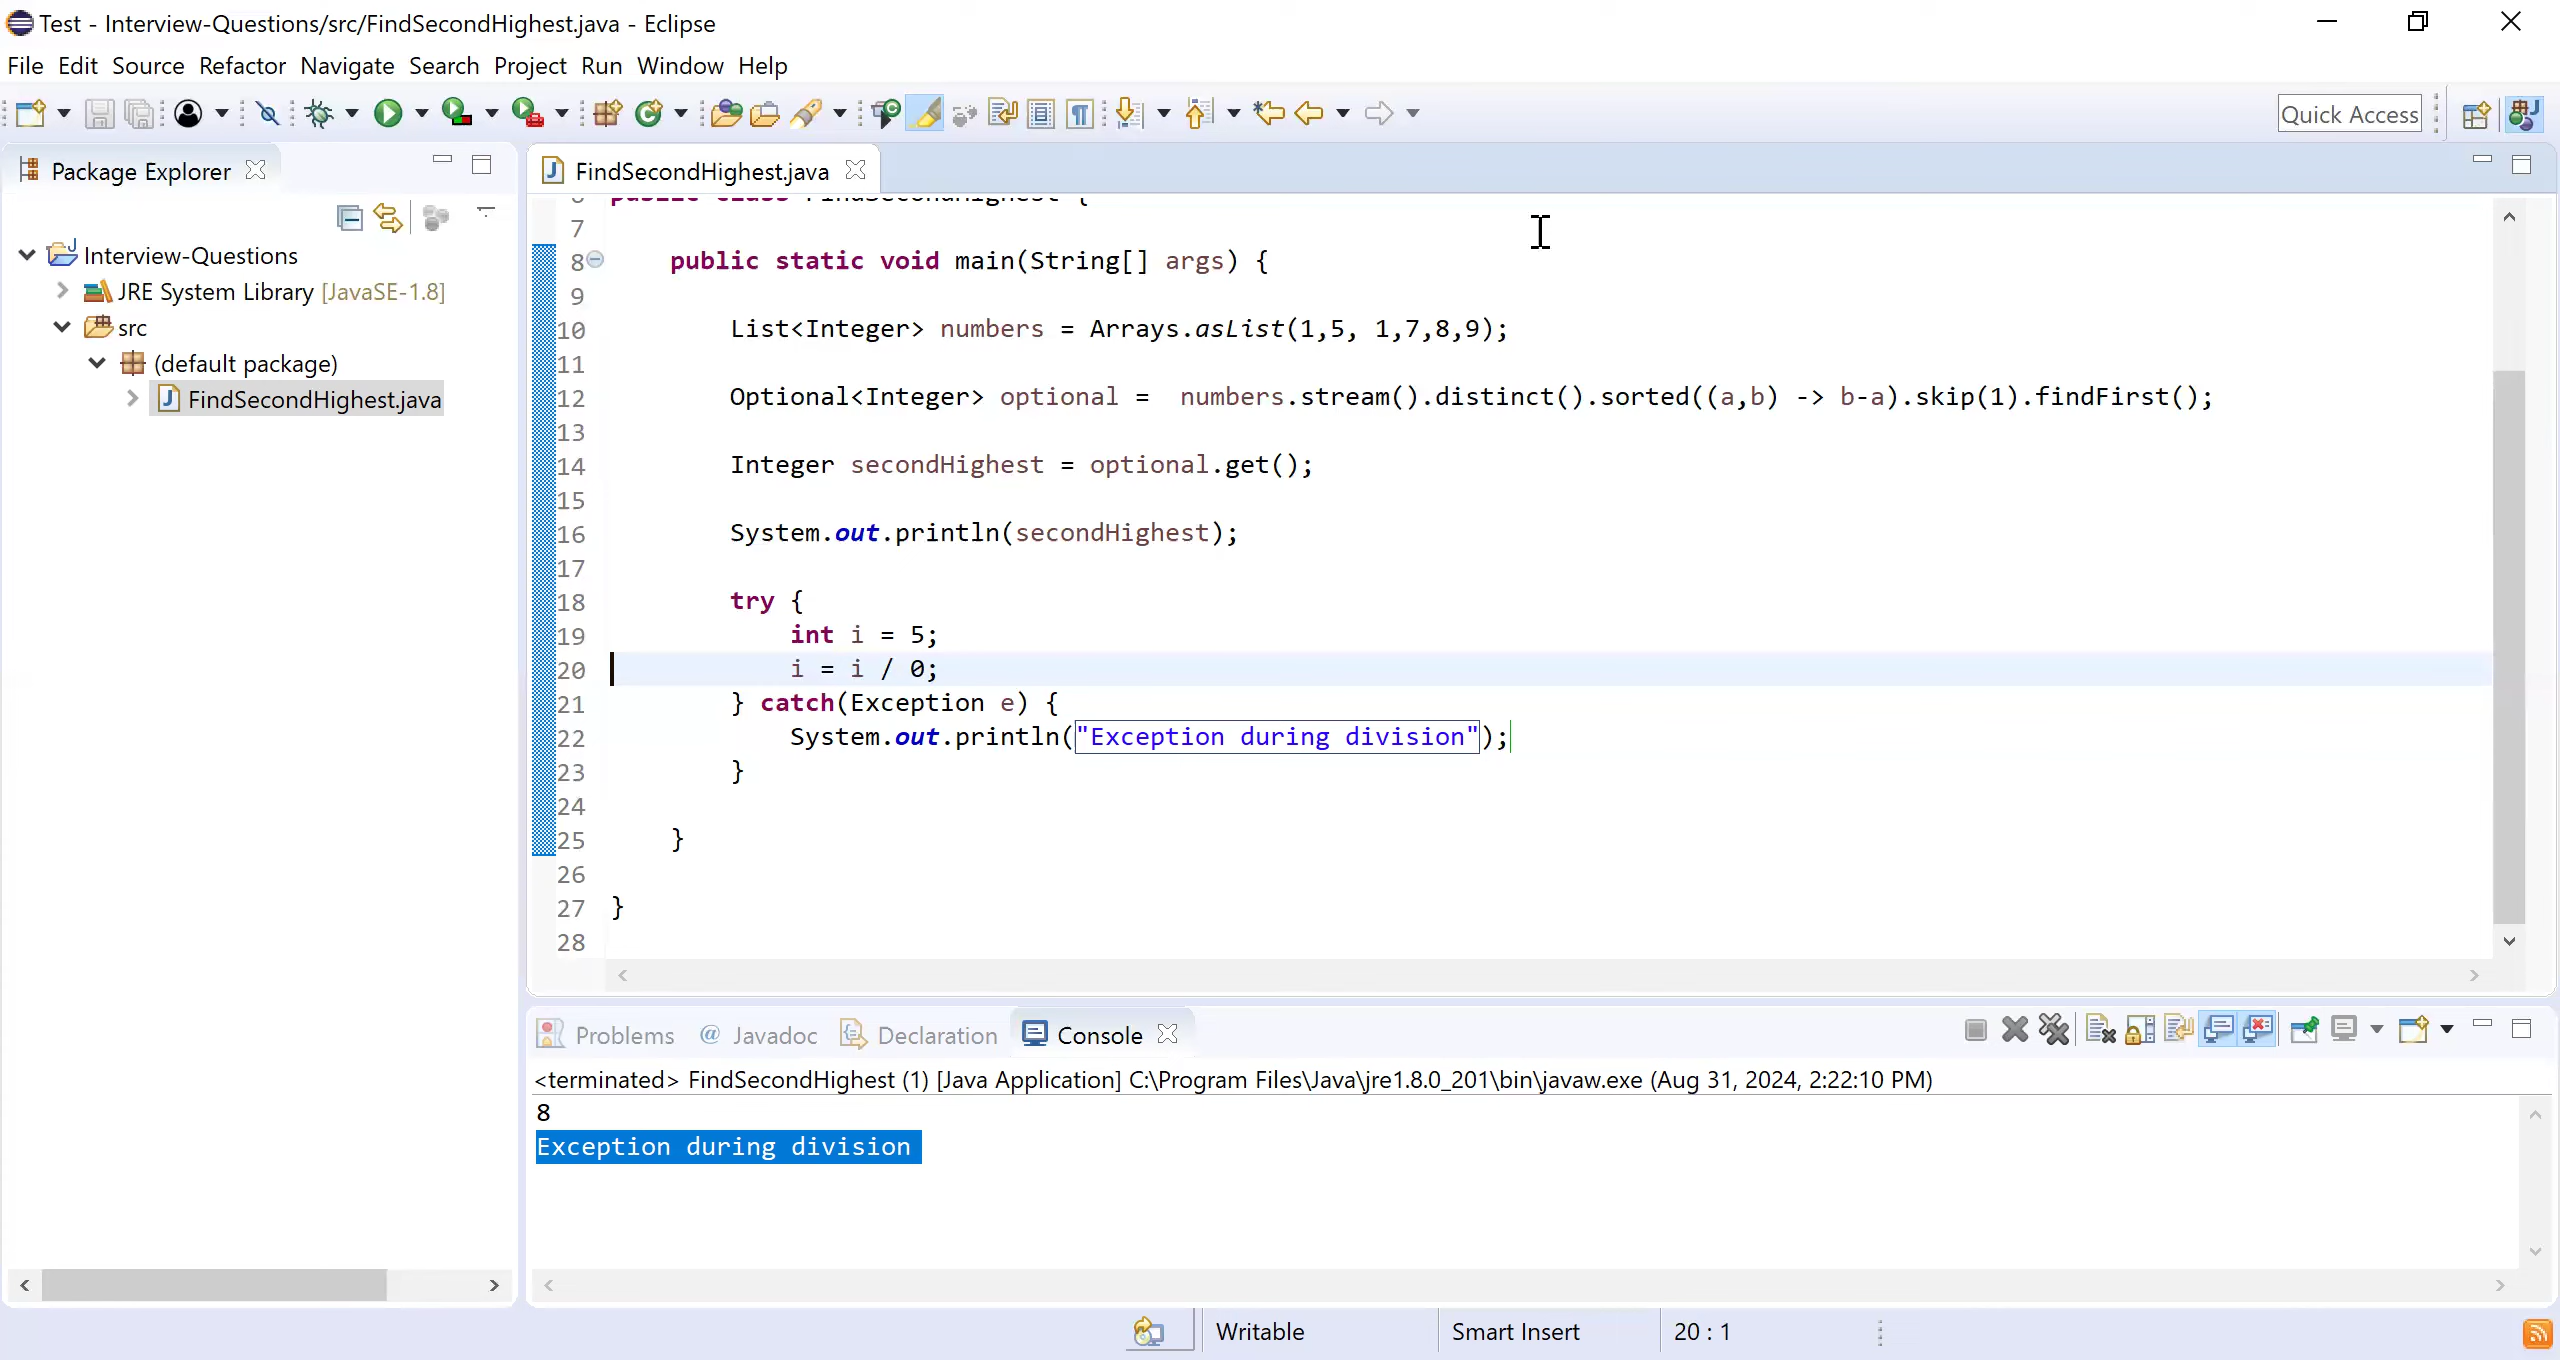 Test - Interview-Questions/src/FindSecondHighest.java - Eclipse
File Edit Source Refactor Navigate Search Project Run Window Help
Quick Access
Package Explorer
Interview-Questions
JRE System Library [JavaSE-1.8]
src
(default package)
FindSecondHighest.java
FindSecondHighest.java
6 public class FindSecondHighest {
7
8 public static void main(String[] args) {
9
10 List<Integer> numbers = Arrays.asList(1,5, 1,7,8,9);
11
12 Optional<Integer> optional =  numbers.stream().distinct().sorted((a,b) -> b-a).skip(1).findFirst();
13
14 Integer secondHighest = optional.get();
15
16 System.out.println(secondHighest);
17
18 try {
19 int i = 5;
20 i = i / 0;
21 } catch(Exception e) {
22 System.out.println("Exception during division");
23 }
24
25 }
26
27 }
28
Problems @ Javadoc Declaration Console
<terminated> FindSecondHighest (1) [Java Application] C:\Program Files\Java\jre1.8.0_201\bin\javaw.exe (Aug 31, 2024, 2:22:10 PM)
8
Exception during division
Writable Smart Insert 20 : 1